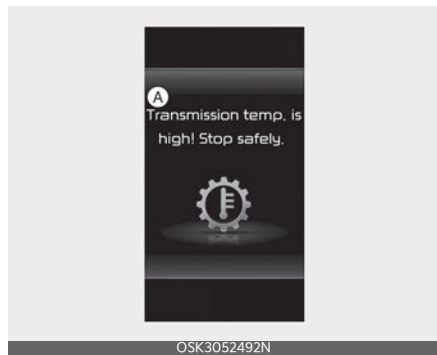 A
Transmission temp. is
high! Stop safely.
OSK3052492N